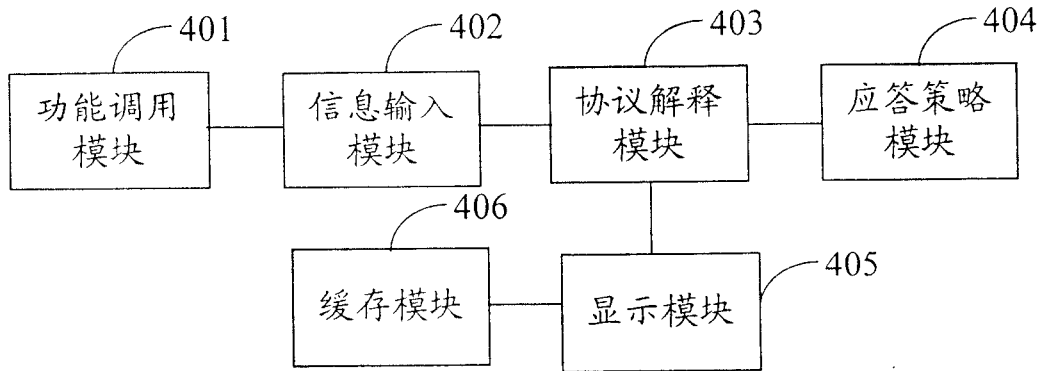 401
402
403
404
功能调用
模块
信息输入
模块
协议解释
模块
应答策略
模块
406
405
缓存模块
显示模块